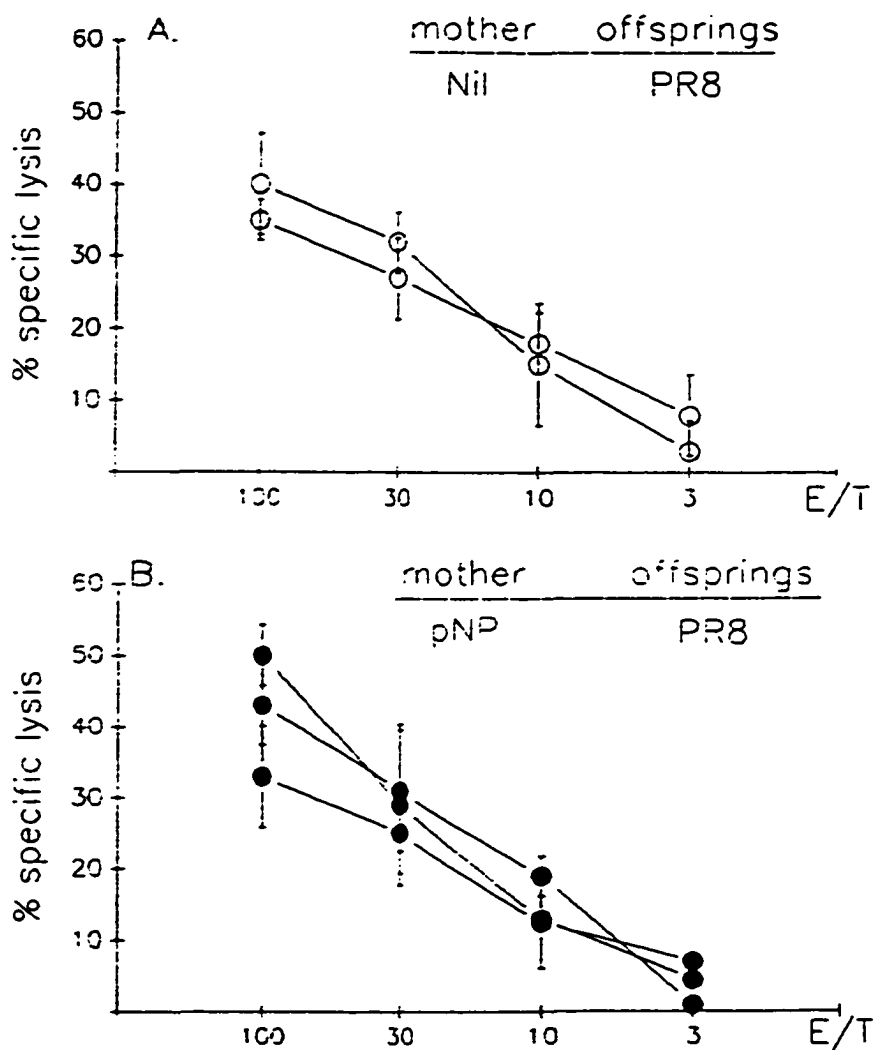 A.
mother offsprings
Nil PR8
% specific lysis
60
50
40
30
20
10
100 30 10 3 E/T
B.
mother offsprings
pNP PR8
% specific lysis
60
50
40
30
20
10
100 30 10 3 E/T